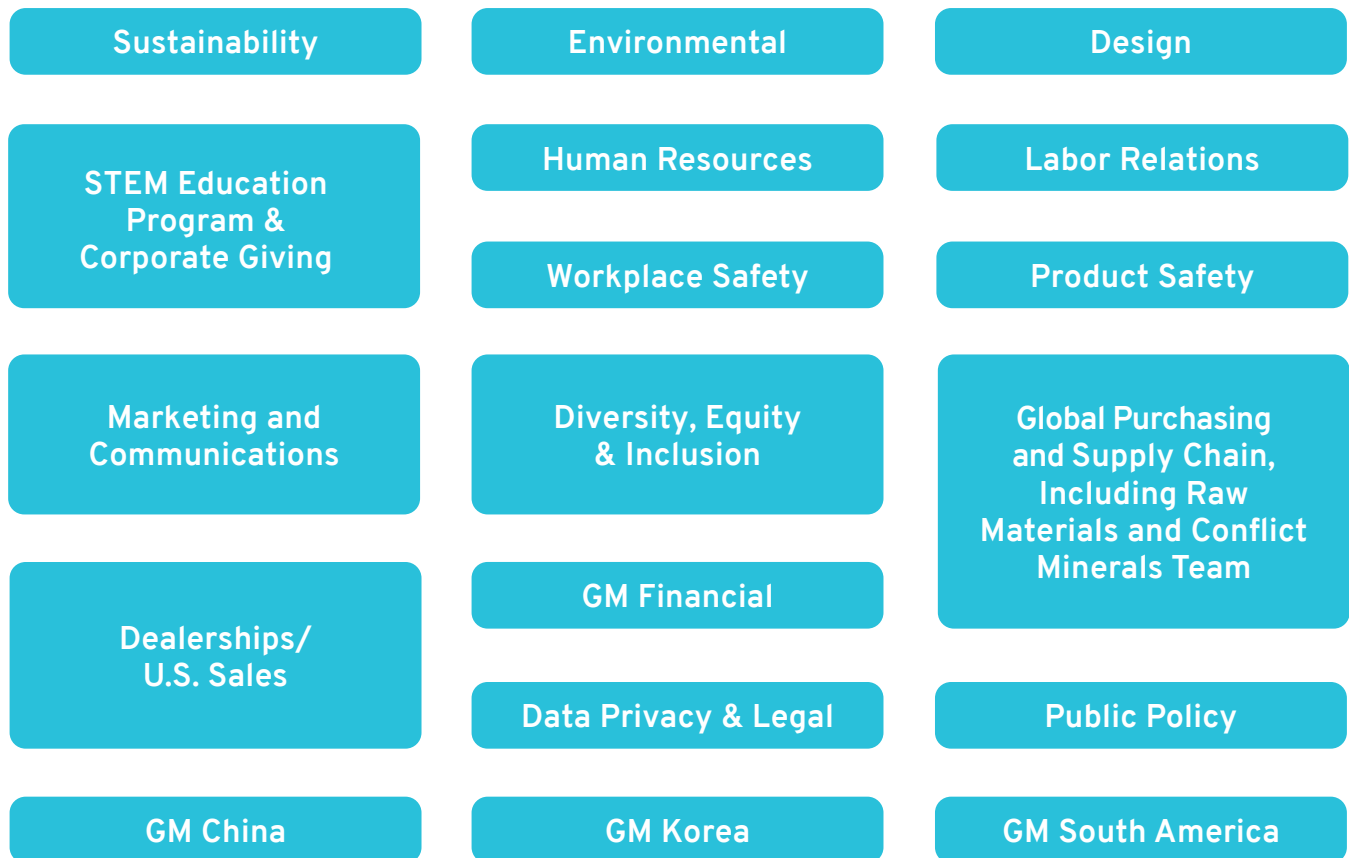 Sustainability
Environmental
Design
STEM Education
Program &
Corporate Giving
Human Resources
Labor Relations
Workplace Safety
Product Safety
Marketing and
Communications
Diversity, Equity
& Inclusion
Global Purchasing
and Supply Chain,
Including Raw
Materials and Conflict
Minerals Team
Dealerships/
U.S. Sales
GM Financial
Data Privacy & Legal
Public Policy
GM China
GM Korea
GM South America